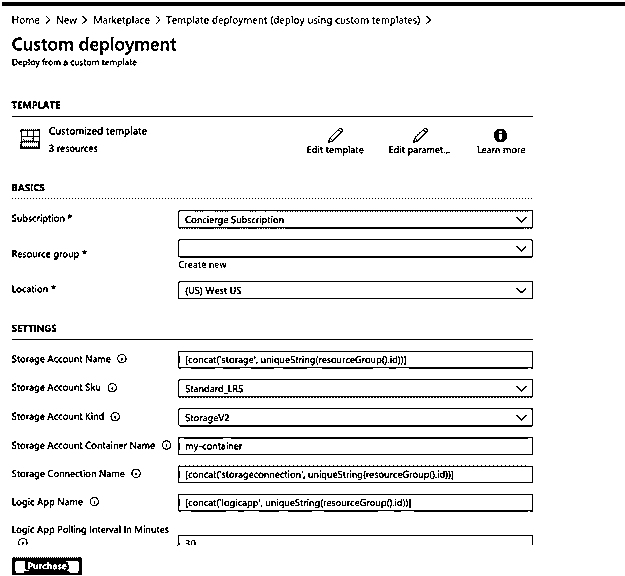 Home > New > Marketplace > Template deployment (deploy using custom templates) >
Custom deployment
Deploy from a custom template
TEMPLATE
Customized template
3 resources
Edit template
Edit paramet...
Learn more
BASICS
Subscription *
Concierge Subscription
Resource group *
Create new
Location *
(US) West US
SETTINGS
Storage Account Name
[concat('storage', uniqueString(resourceGroup().id))]
Storage Account Sku
Standard_LRS
Storage Account Kind
StorageV2
Storage Account Container Name
my-container
Storage Connection Name
[concat('storageconnection', uniqueString(resourceGroup().id))]
Logic App Name
[concat('logicapp', uniqueString(resourceGroup().id))]
Logic App Polling Interval In Minutes
30
Purchase